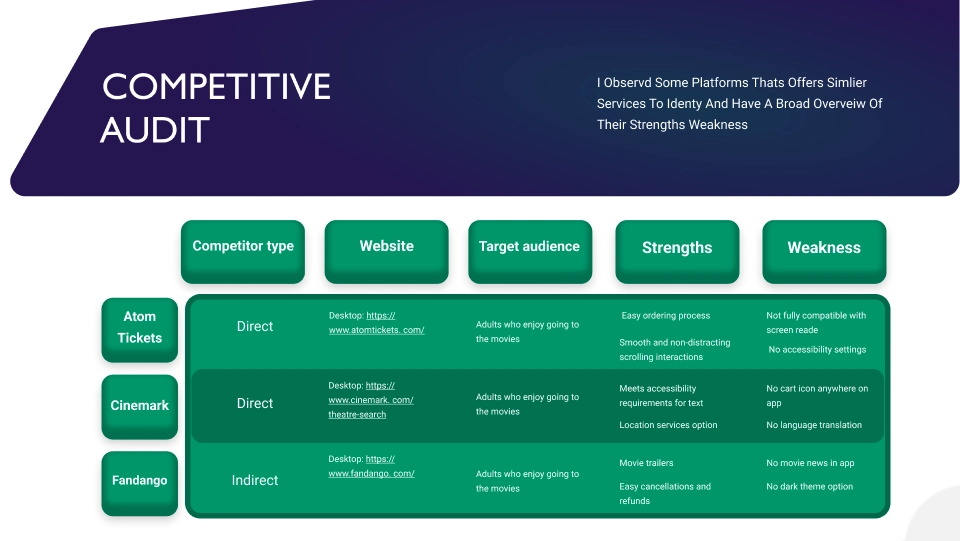 COMPETITIVE
AUDIT
I Observd Some Platforms Thats Offers Simlier
Services To Identy And Have A Broad Overveiw Of
Their Strengths Weakness
Competitor type
Website
Target audience
Strengths
Weakness
Atom
Tickets
Direct
Desktop: https://
www.atomtickets. com/
Adults who enjoy going to
the movies
Easy ordering process
Smooth and non-distracting
scrolling interactions
Not fully compatible with
screen reade
No accessibility settings
Cinemark
Direct
Desktop: https://
www.cinemark. com/
theatre-search
Adults who enjoy going to
the movies
Meets accessibility
requirements for text
Location services option
No cart icon anywhere on
app
No language translation
Fandango
Indirect
Desktop: https://
www.fandango. com/
Adults who enjoy going to
the movies
Movie trailers
Easy cancellations and
refunds
No movie news in app
No dark theme option